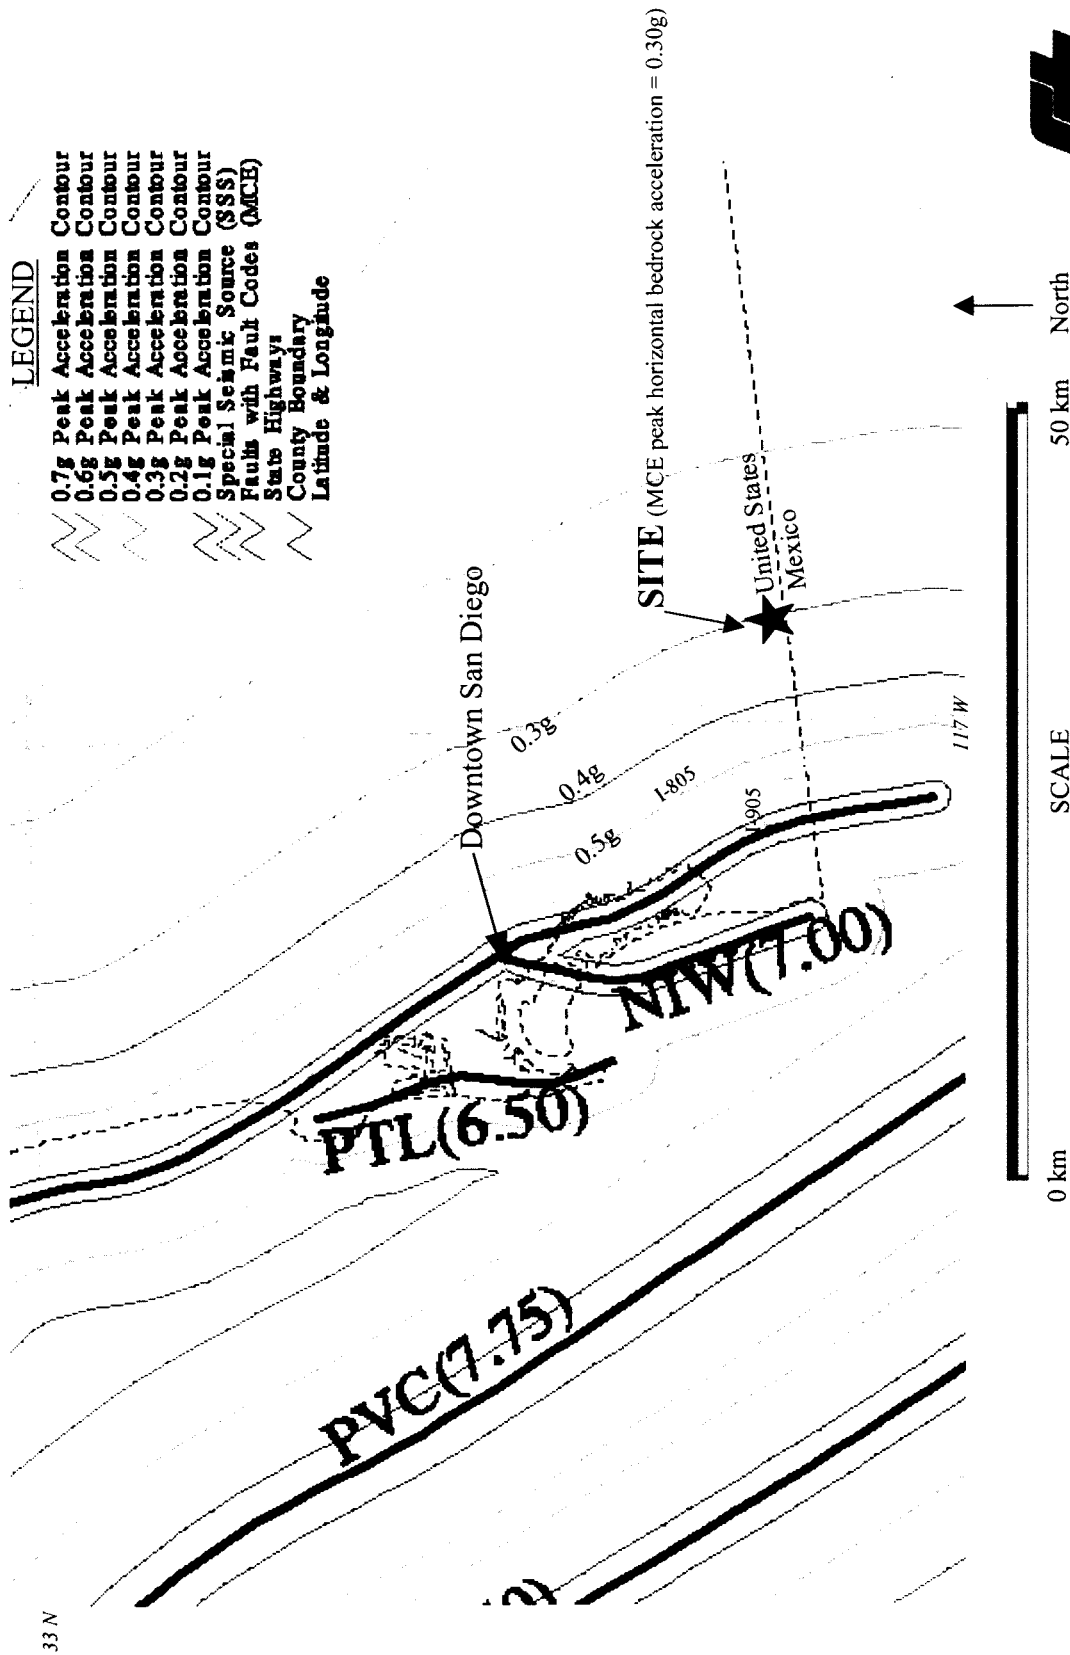 LEGEND
0.7g Peak Acceleration Contour
0.6g Peak Acceleration Contour
0.5g Peak Acceleration Contour
0.4g Peak Acceleration Contour
0.3g Peak Acceleration Contour
0.2g Peak Acceleration Contour
0.1g Peak Acceleration Contour
Special Seismic Source (SSS)
Faults with Fault Codes (MCE)
State Highways
County Boundary
Latitude & Longitude
33 N
Downtown San Diego
0.3g
0.4g
0.5g
I-805
I-905
SITE (MCE peak horizontal bedrock acceleration = 0.30g)
United States
Mexico
PTL(6.50)
NIW(7.00)
PVC(7.75)
117 W
0 km
SCALE
50 km
North